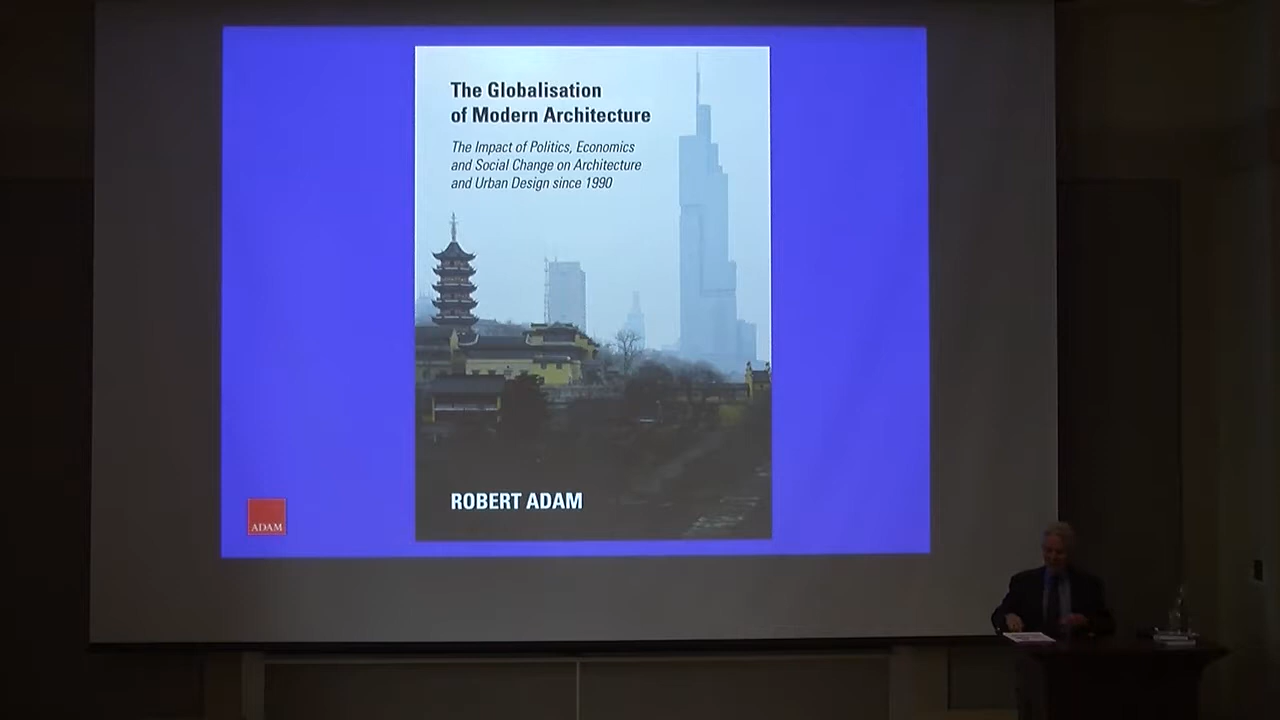 The Globalisation
of Modern Architecture
The Impact of Politics, Economics
and Social Change on Architecture
and Urban Design since 1990
ROBERT ADAM
ADAM